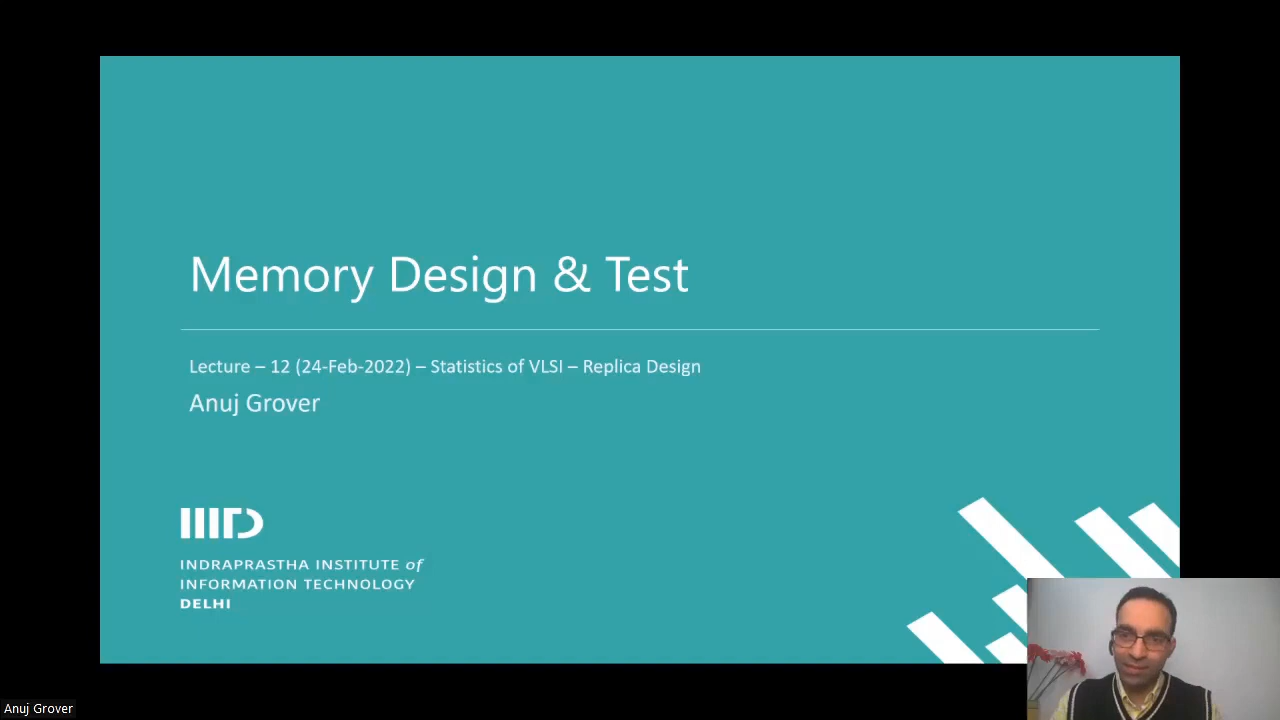 Memory Design & Test
Lecture – 12 (24-Feb-2022) – Statistics of VLSI – Replica Design
Anuj Grover
IIITD
INDRAPRASTHA INSTITUTE of
INFORMATION TECHNOLOGY
DELHI
Anuj Grover